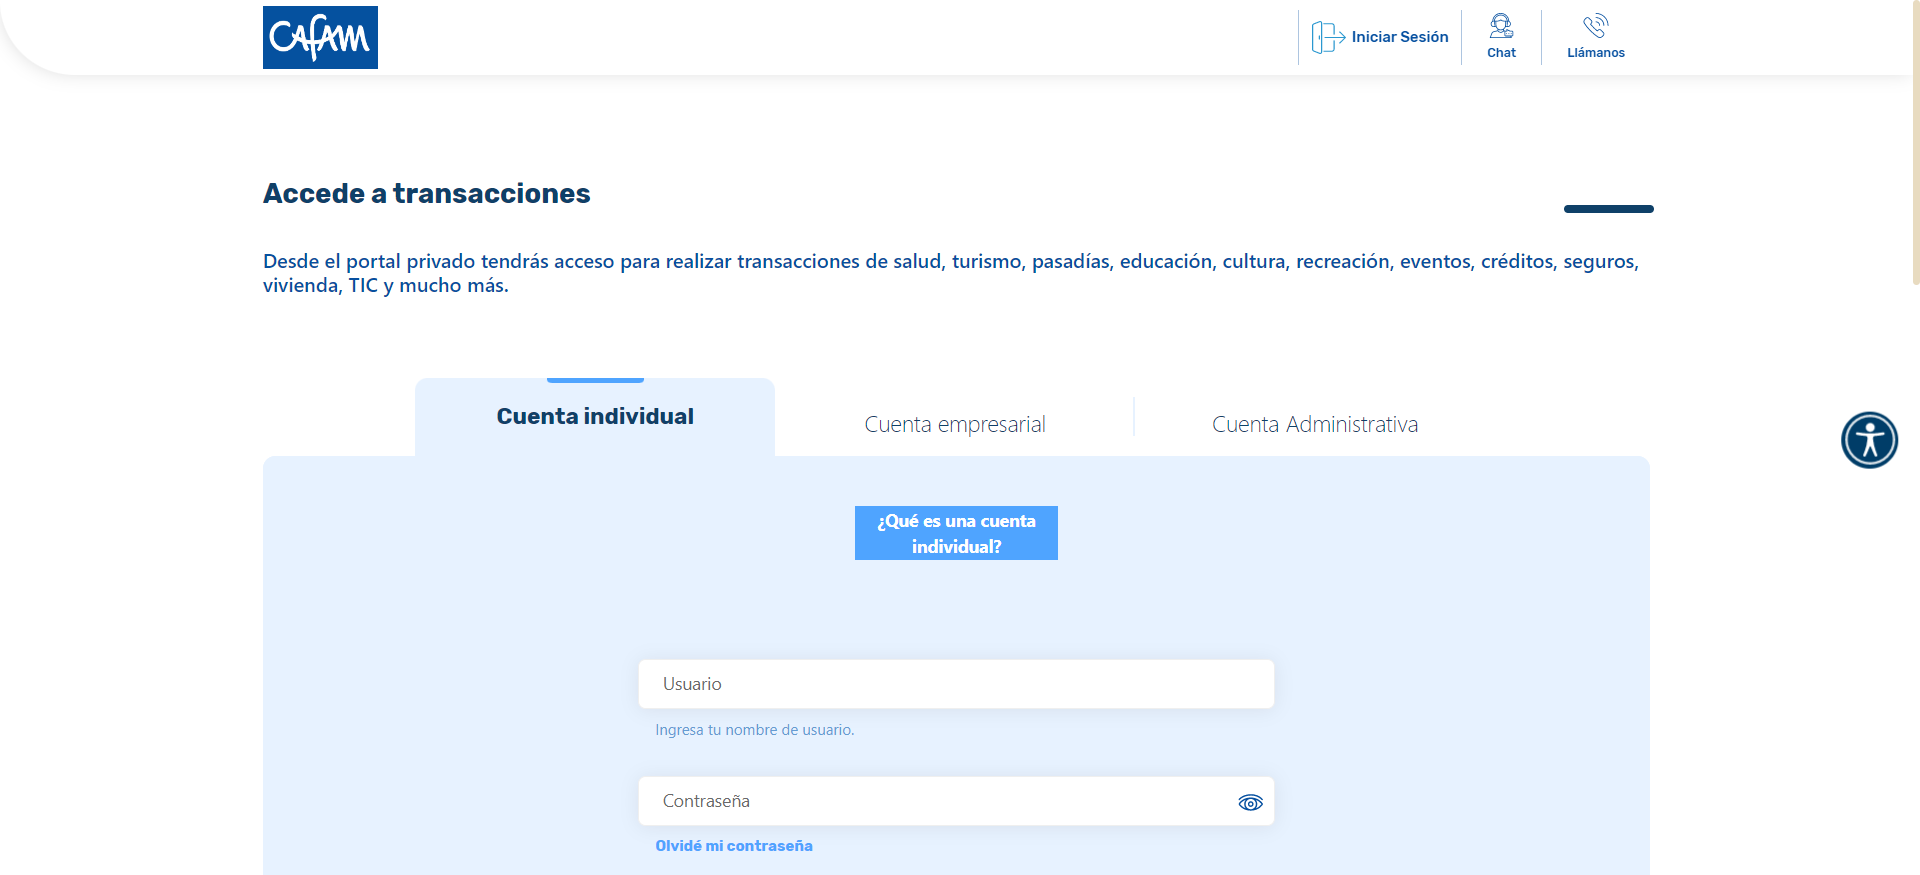 CAFAM
Iniciar Sesión
Chat
Llámanos
Accede a transacciones
Desde el portal privado tendrás acceso para realizar transacciones de salud, turismo, pasadías, educación, cultura, recreación, eventos, créditos, seguros,
vivienda, TIC y mucho más.
Cuenta individual
Cuenta empresarial
Cuenta Administrativa
¿Qué es una cuenta
individual?
Usuario
Ingresa tu nombre de usuario.
Contraseña
Olvidé mi contraseña